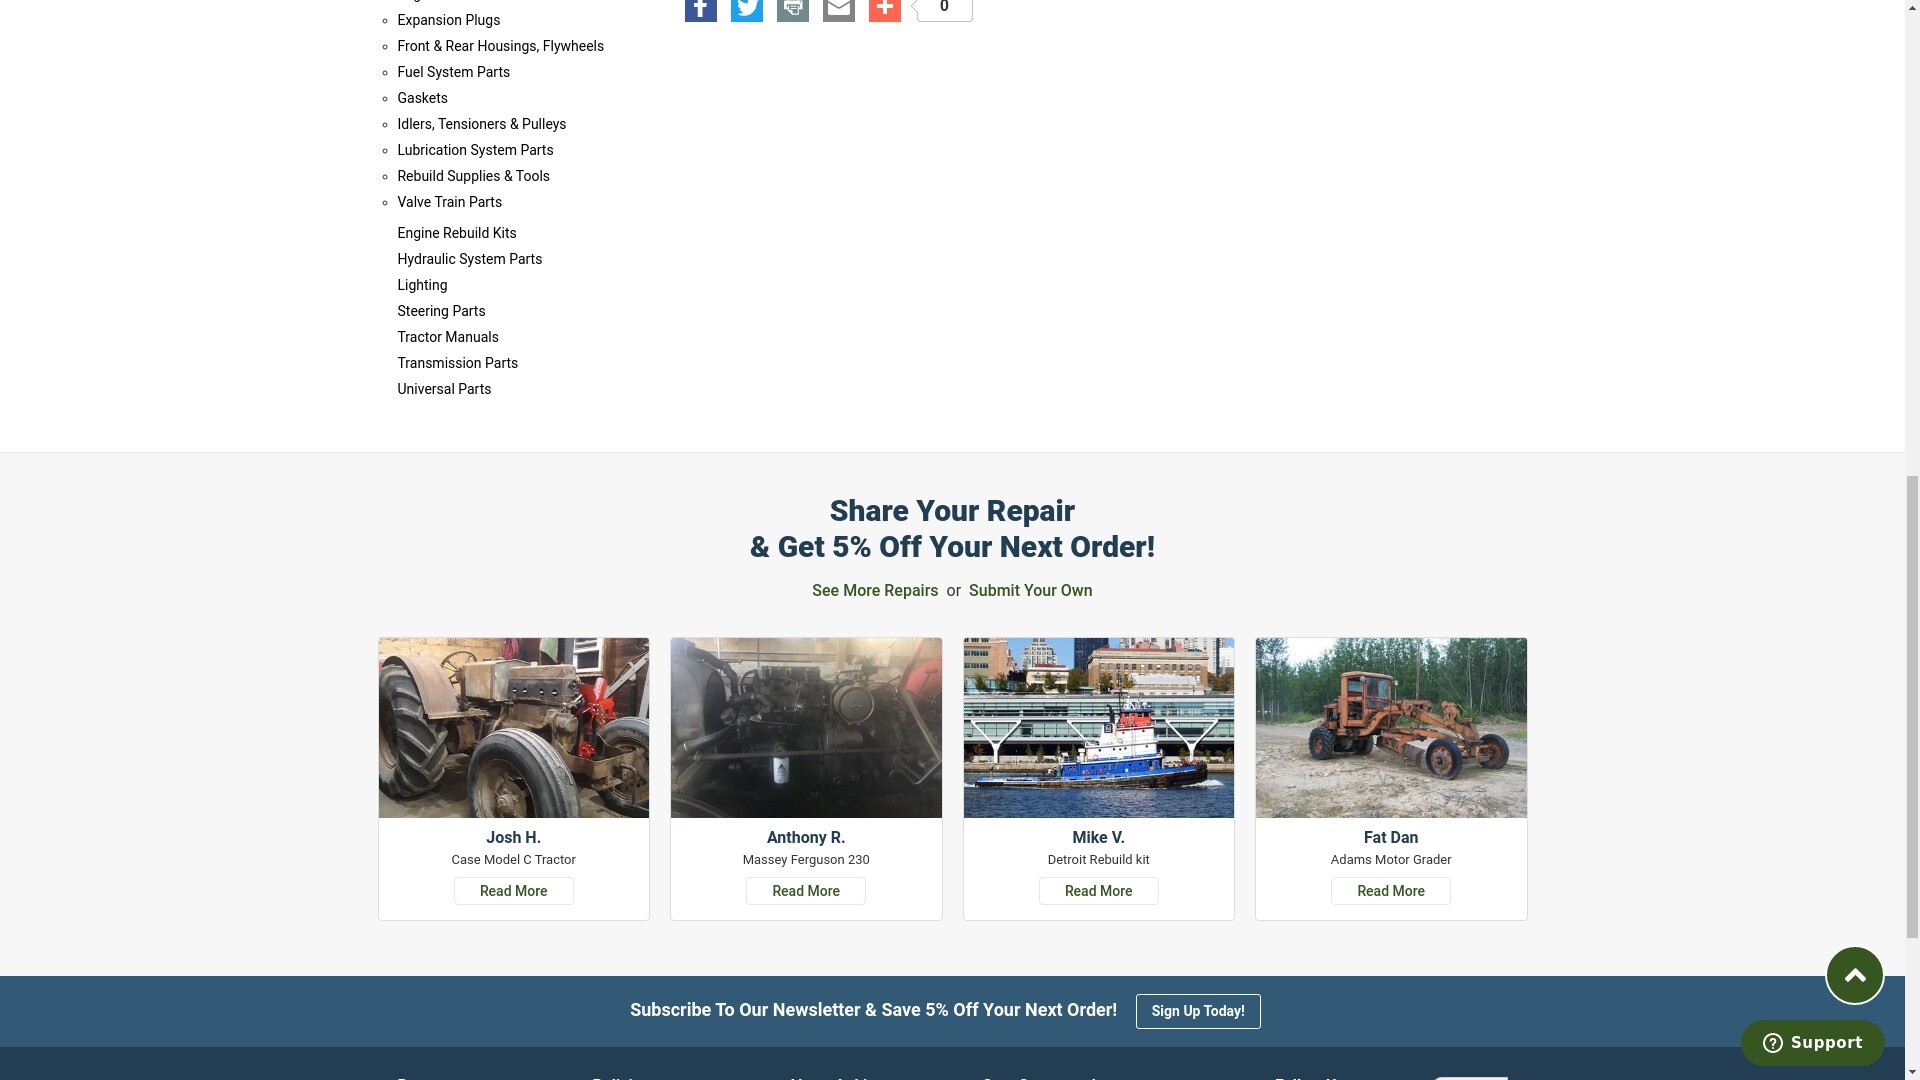 0
Expansion Plugs
Front & Rear Housings, Flywheels
Fuel System Parts
Gaskets
Idlers, Tensioners & Pulleys
Lubrication System Parts
Rebuild Supplies & Tools
Valve Train Parts
Engine Rebuild Kits
Hydraulic System Parts
Lighting
Steering Parts
Tractor Manuals
Transmission Parts
Universal Parts
Share Your Repair
& Get 5% Off Your Next Order!
See More Repairs or Submit Your Own
Josh H.
Case Model C Tractor
Read More
Anthony R.
Massey Ferguson 230
Read More
Mike V.
Detroit Rebuild kit
Read More
Fat Dan
Adams Motor Grader
Read More
Subscribe To Our Newsletter & Save 5% Off Your Next Order! Sign Up Today!
Support